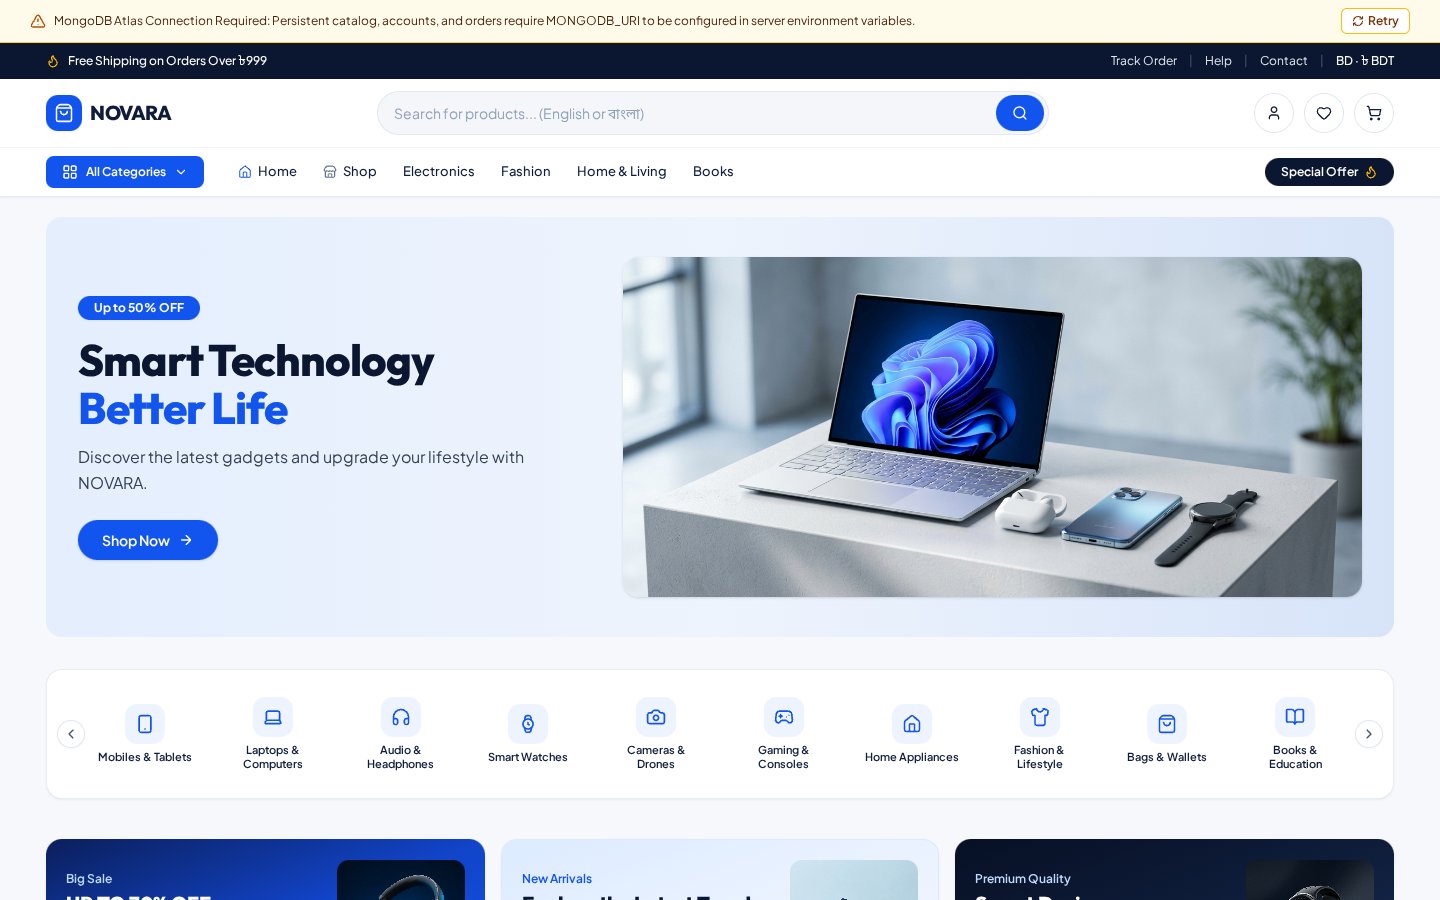 MongoDB Atlas Connection Required: Persistent catalog, accounts, and orders require MONGODB_URI to be configured in server environment variables.
Retry
Free Shipping on Orders Over ৳999
Track Order | Help | Contact | BD · ৳ BDT
NOVARA
Search for products... (English or বাংলা)
All Categories
Home
Shop
Electronics
Fashion
Home & Living
Books
Special Offer
Up to 50% OFF
Smart Technology
Better Life
Discover the latest gadgets and upgrade your lifestyle with
NOVARA.
Shop Now
Mobiles & Tablets
Laptops &
Computers
Audio &
Headphones
Smart Watches
Cameras &
Drones
Gaming &
Consoles
Home Appliances
Fashion &
Lifestyle
Bags & Wallets
Books &
Education
Big Sale
New Arrivals
Premium Quality